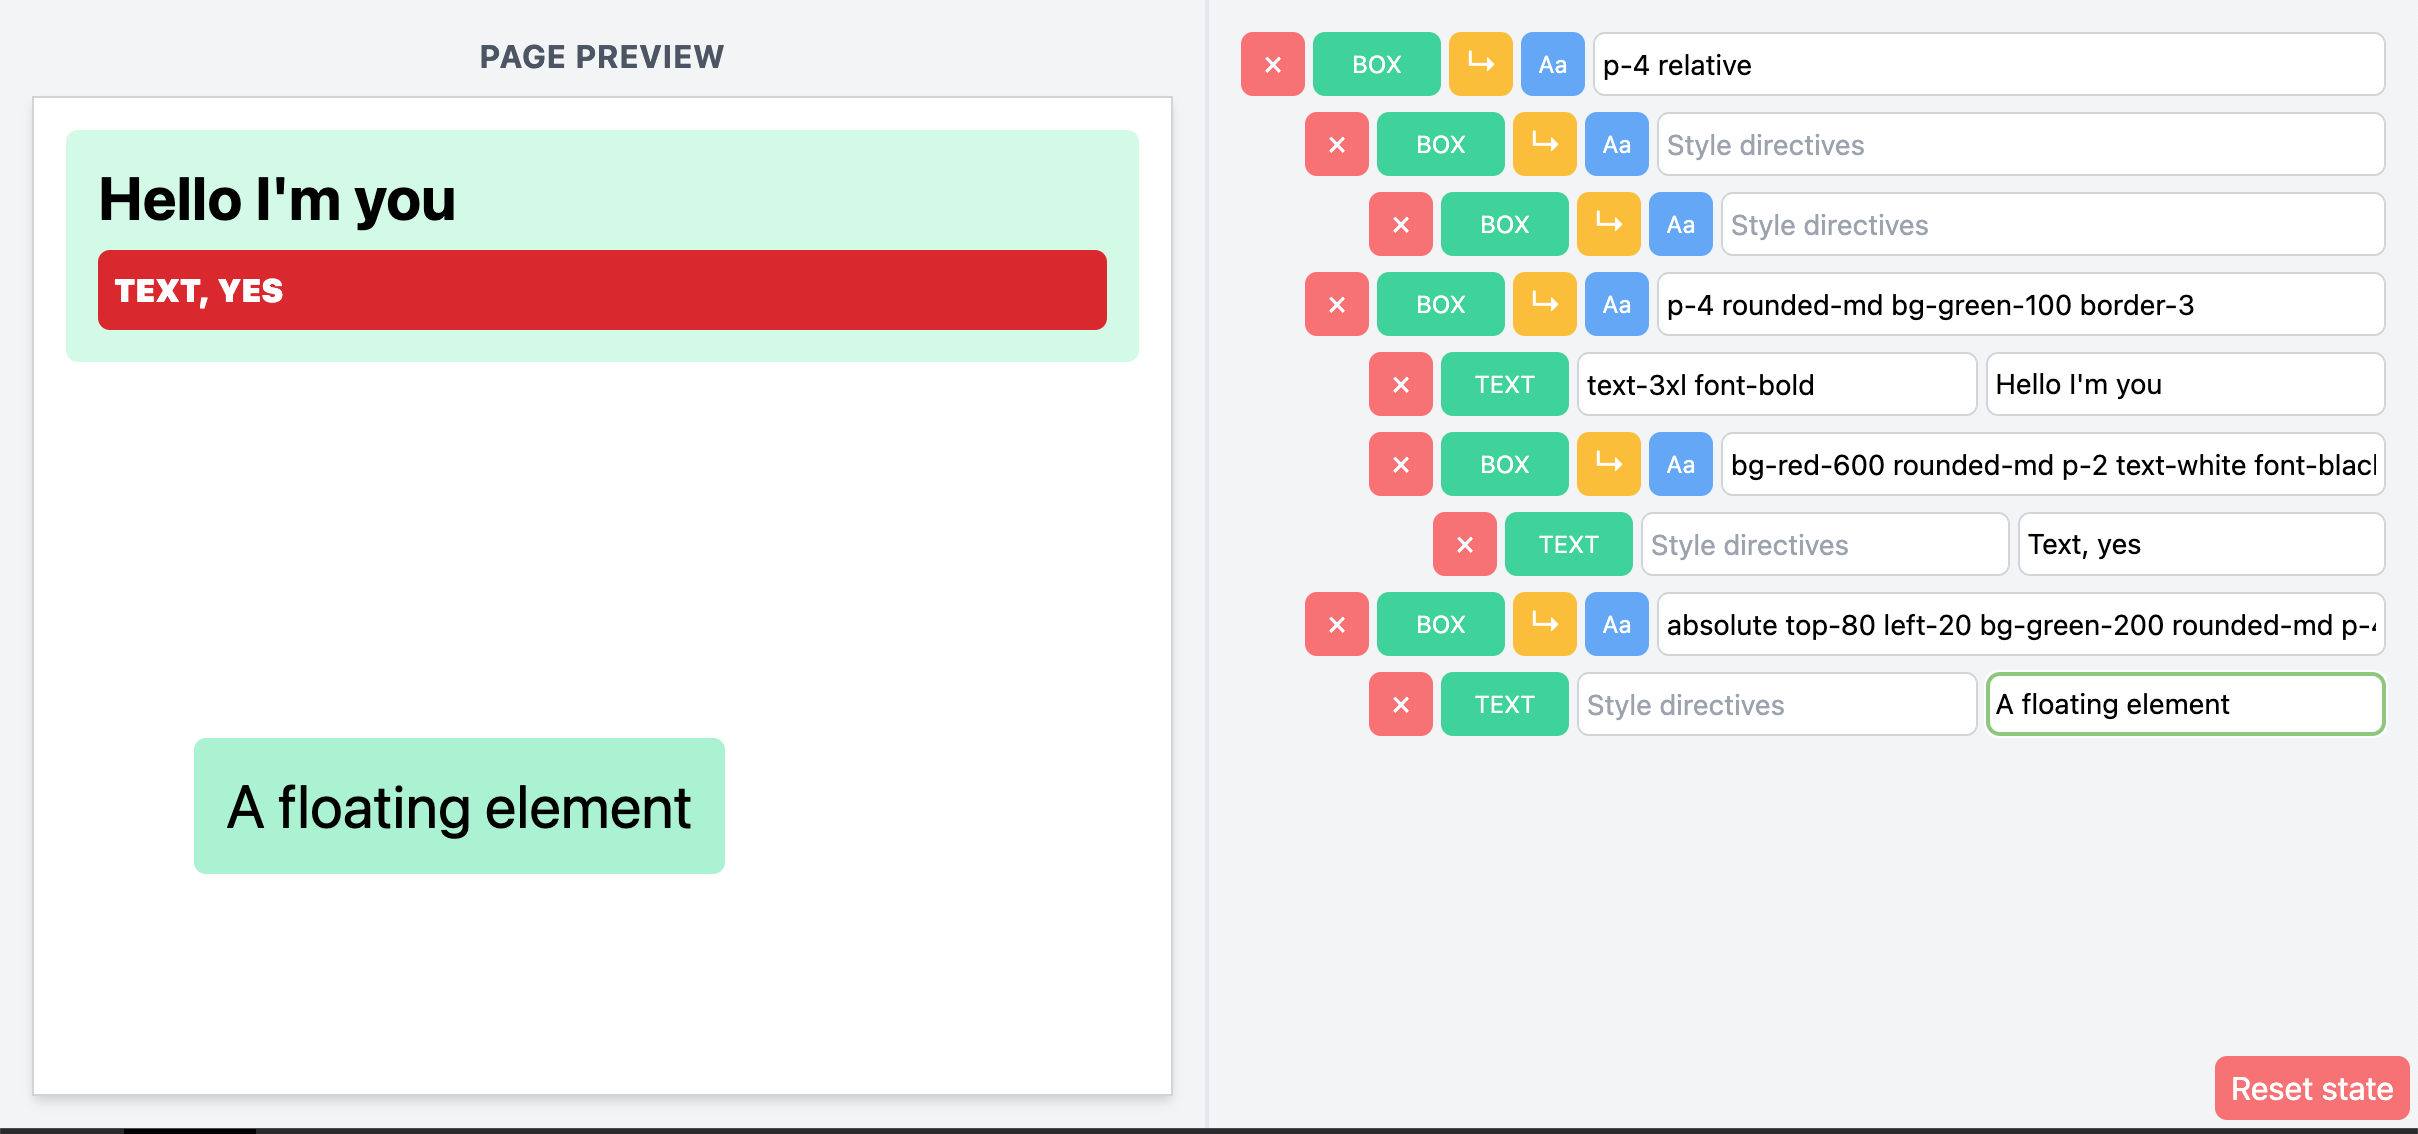 PAGE PREVIEW
Hello I'm you
TEXT, YES
A floating element
× BOX Aa p-4 relative
× BOX Aa Style directives
× BOX Aa Style directives
× BOX Aa p-4 rounded-md bg-green-100 border-3
× TEXT text-3xl font-bold Hello I'm you
× BOX Aa bg-red-600 rounded-md p-2 text-white font-blac
× TEXT Style directives Text, yes
× BOX Aa absolute top-80 left-20 bg-green-200 rounded-md p-4
× TEXT Style directives A floating element
Reset state